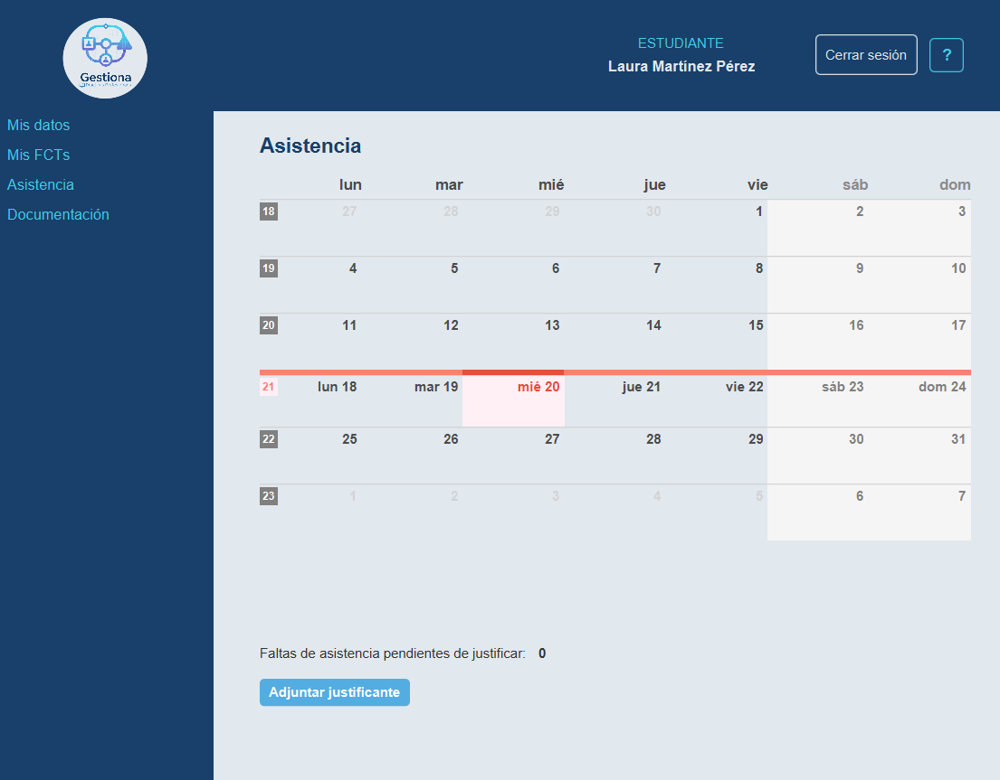 Gestiona
ESTUDIANTE
Laura Martínez Pérez
Cerrar sesión
?
Mis datos
Mis FCTs
Asistencia
Documentación
Asistencia
lun mar mié jue vie sáb dom
18 27 28 29 30 1 2 3
19 4 5 6 7 8 9 10
20 11 12 13 14 15 16 17
21 lun 18 mar 19 mié 20 jue 21 vie 22 sáb 23 dom 24
22 25 26 27 28 29 30 31
23 1 2 3 4 5 6 7
Faltas de asistencia pendientes de justificar: 0
Adjuntar justificante